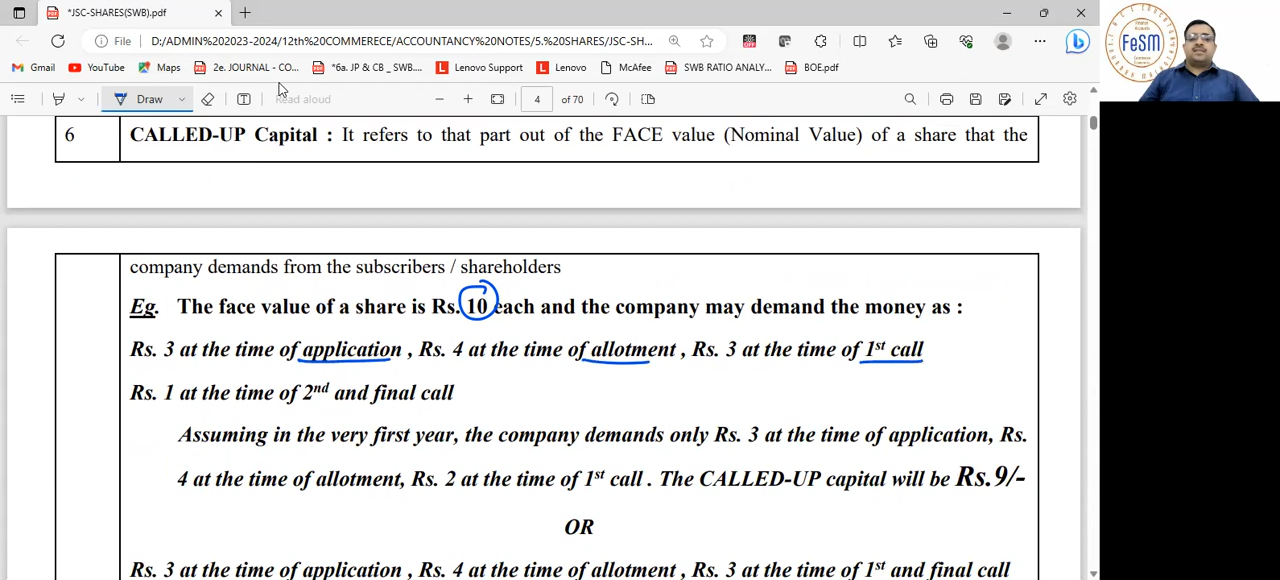 *JSC-SHARES(SWB).pdf
File D:/ADMIN%202023-2024/12th%20COMMERECE/ACCOUNTANCY%20NOTES/5.%20SHARES/JSC-SH...
Gmail YouTube Maps 2e. JOURNAL - CO... *6a. JP & CB _ SWB.... Lenovo Support Lenovo McAfee SWB RATIO ANALY... BOE.pdf
Draw Read aloud 4 of 70
FeSM
6 CALLED-UP Capital : It refers to that part out of the FACE value (Nominal Value) of a share that the
company demands from the subscribers / shareholders
Eg. The face value of a share is Rs. 10 each and the company may demand the money as :
Rs. 3 at the time of application , Rs. 4 at the time of allotment , Rs. 3 at the time of 1st call
Rs. 1 at the time of 2nd and final call
Assuming in the very first year, the company demands only Rs. 3 at the time of application, Rs.
4 at the time of allotment, Rs. 2 at the time of 1st call . The CALLED-UP capital will be Rs.9/-
OR
Rs. 3 at the time of application , Rs. 4 at the time of allotment , Rs. 3 at the time of 1st and final call